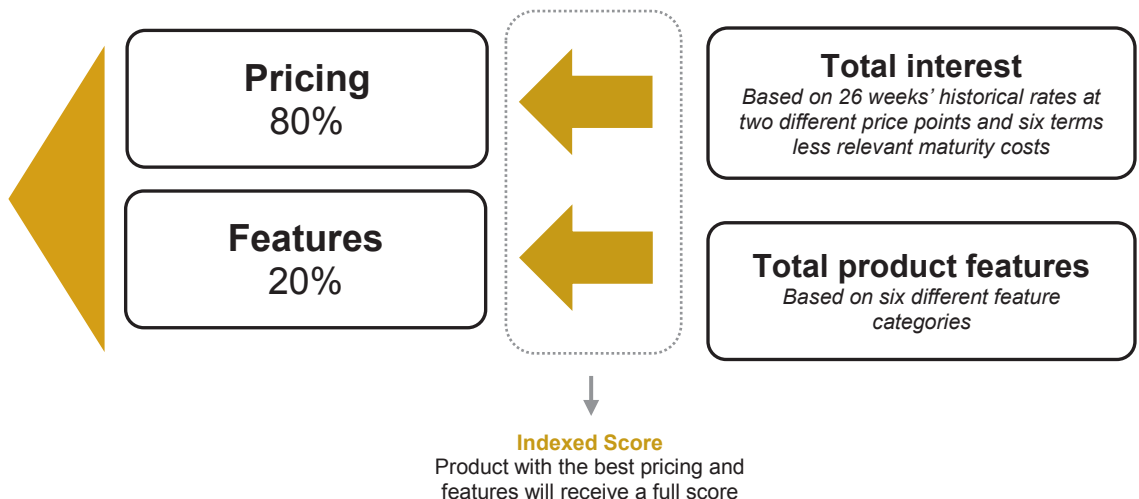 Pricing
80%
Total interest
Based on 26 weeks’ historical rates at
two different price points and six terms
less relevant maturity costs
Features
20%
Total product features
Based on six different feature
categories
Indexed Score
Product with the best pricing and
features will receive a full score